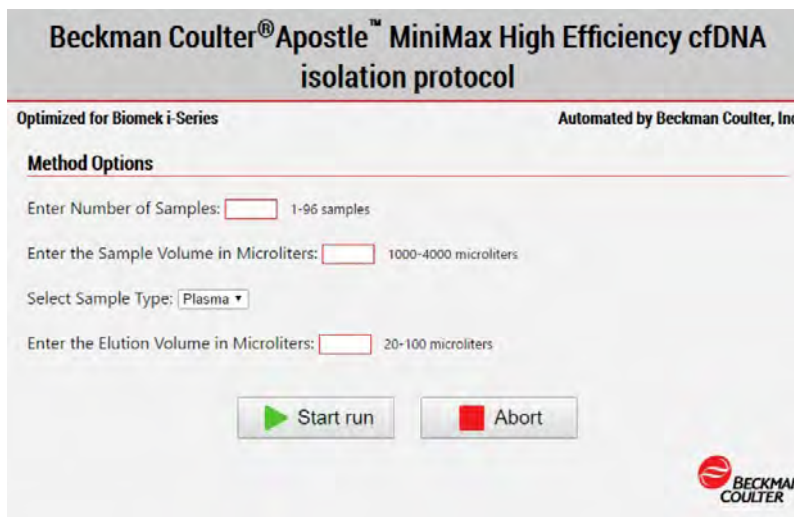 Beckman Coulter®Apostle™ MiniMax High Efficiency cfDNA
isolation protocol
Optimized for Biomek i-Series
Automated by Beckman Coulter, Inc
Method Options
Enter Number of Samples: 1-96 samples
Enter the Sample Volume in Microliters: 1000-4000 microliters
Select Sample Type: Plasma ▾
Enter the Elution Volume in Microliters: 20-100 microliters
Start run
Abort
BECKMAN
COULTER